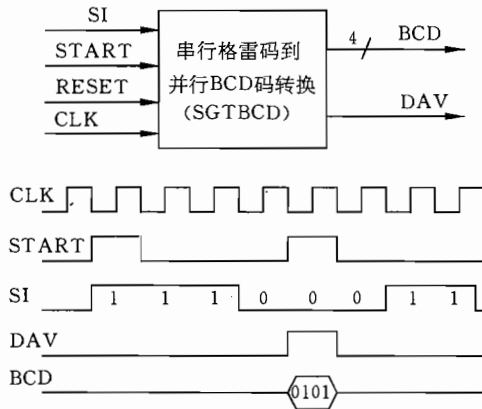 SI
START
RESET
CLK
串行格雷码到
并行BCD码转换
(SGTBCD)
4
BCD
DAV
CLK
START
SI 1 1 1 0 0 0 1 1
DAV
BCD 0101